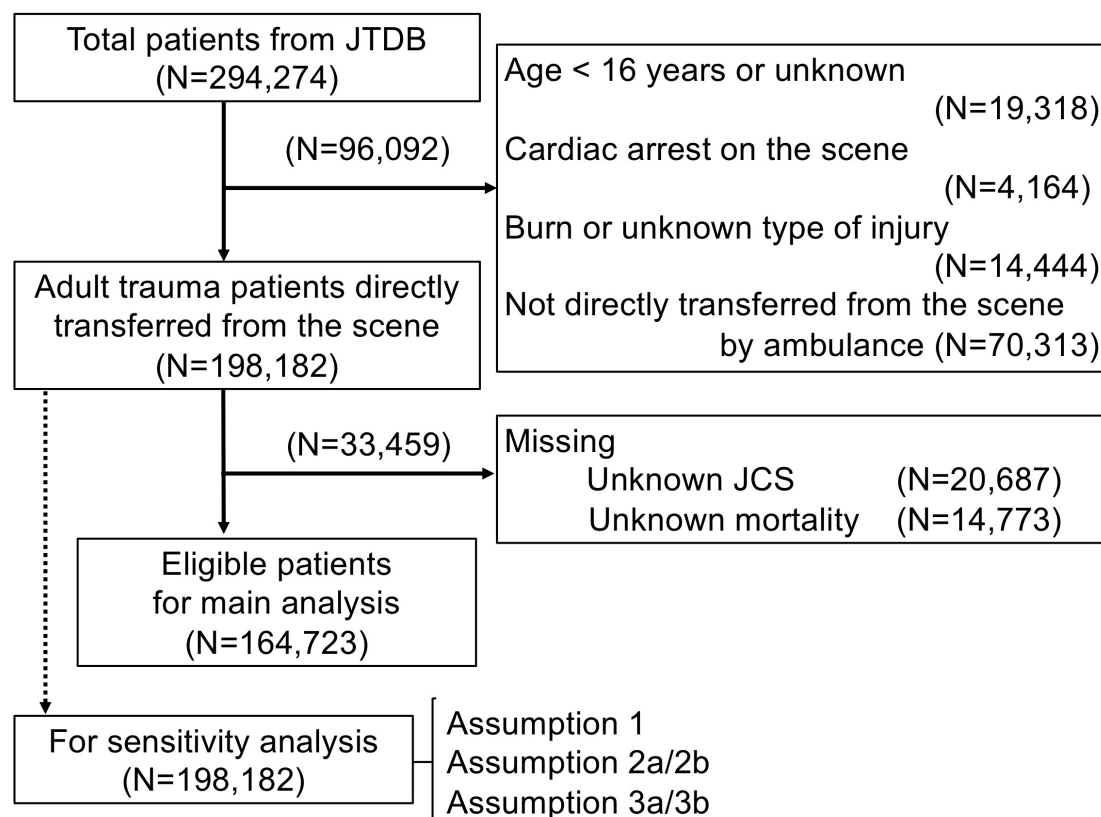 Total patients from JTDB
(N=294,274)
(N=96,092)
Age < 16 years or unknown
(N=19,318)
Cardiac arrest on the scene
(N=4,164)
Burn or unknown type of injury
(N=14,444)
Not directly transferred from the scene
by ambulance (N=70,313)
Adult trauma patients directly
transferred from the scene
(N=198,182)
(N=33,459)
Missing
Unknown JCS (N=20,687)
Unknown mortality (N=14,773)
Eligible patients
for main analysis
(N=164,723)
For sensitivity analysis
(N=198,182)
Assumption 1
Assumption 2a/2b
Assumption 3a/3b